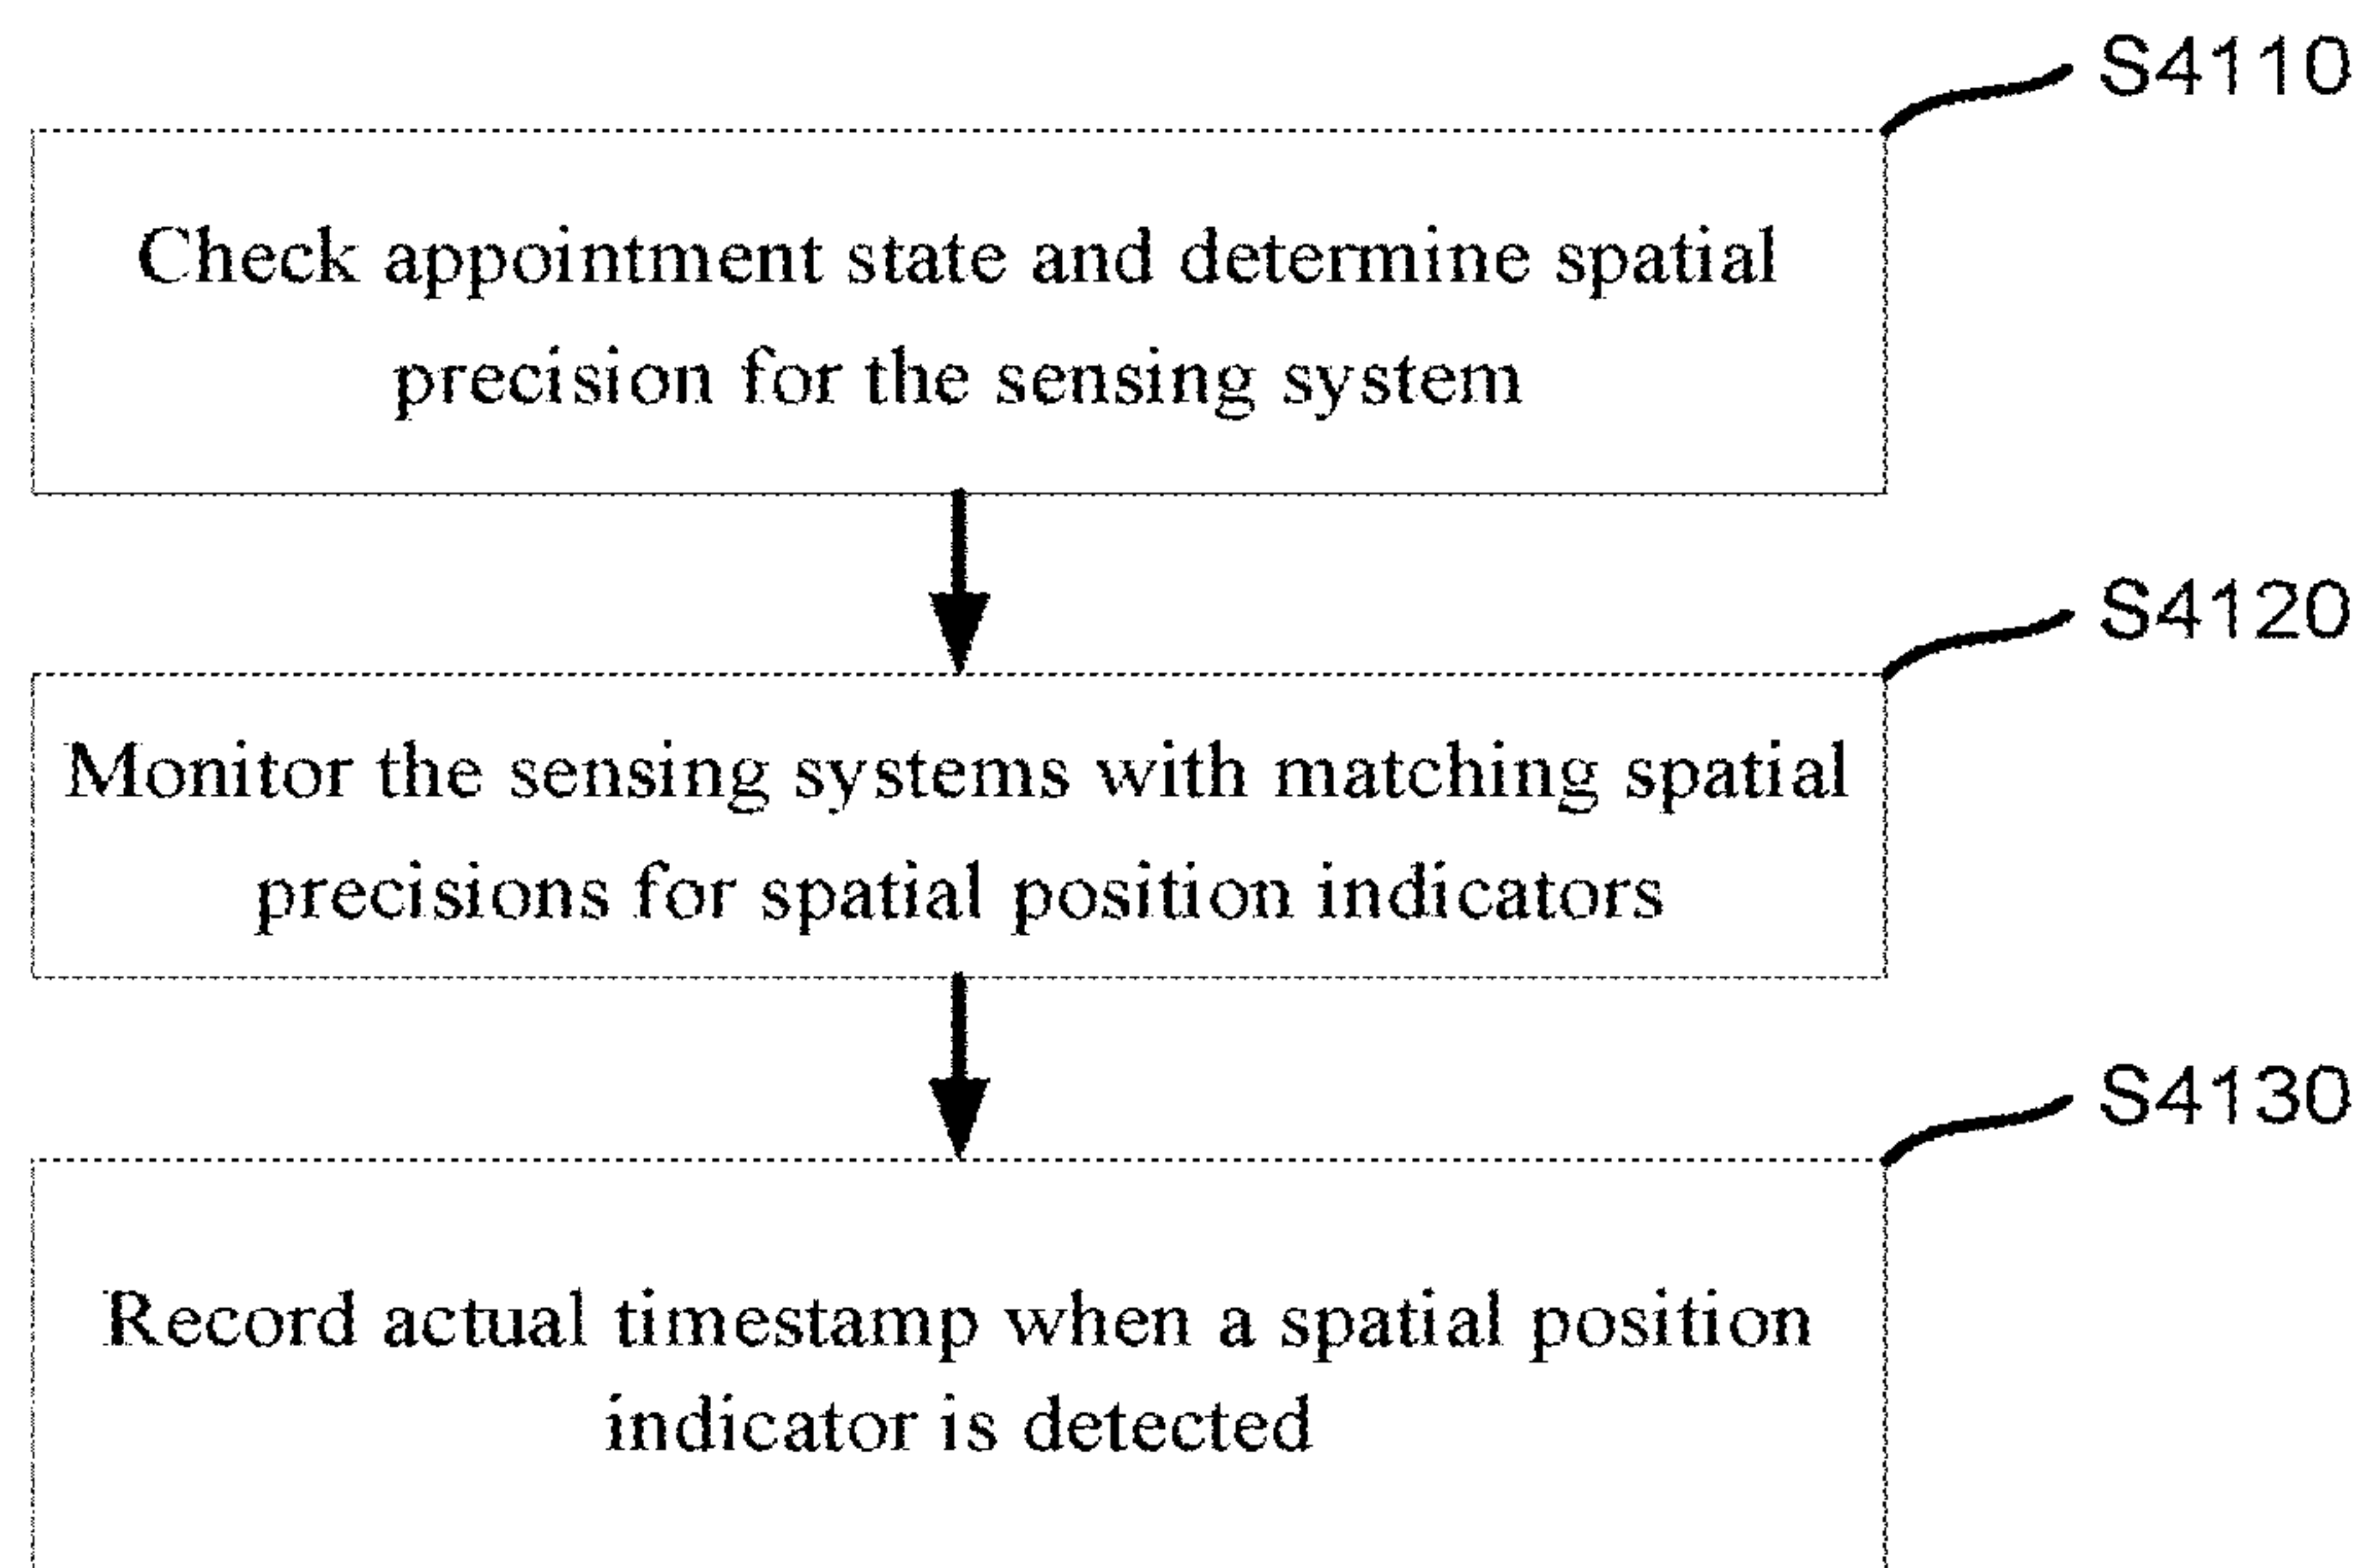 S4110
Check appointment state and determine spatial
precision for the sensing system
S4120
Monitor the sensing systems with matching spatial
precisions for spatial position indicators
S4130
Record actual timestamp when a spatial position
indicator is detected